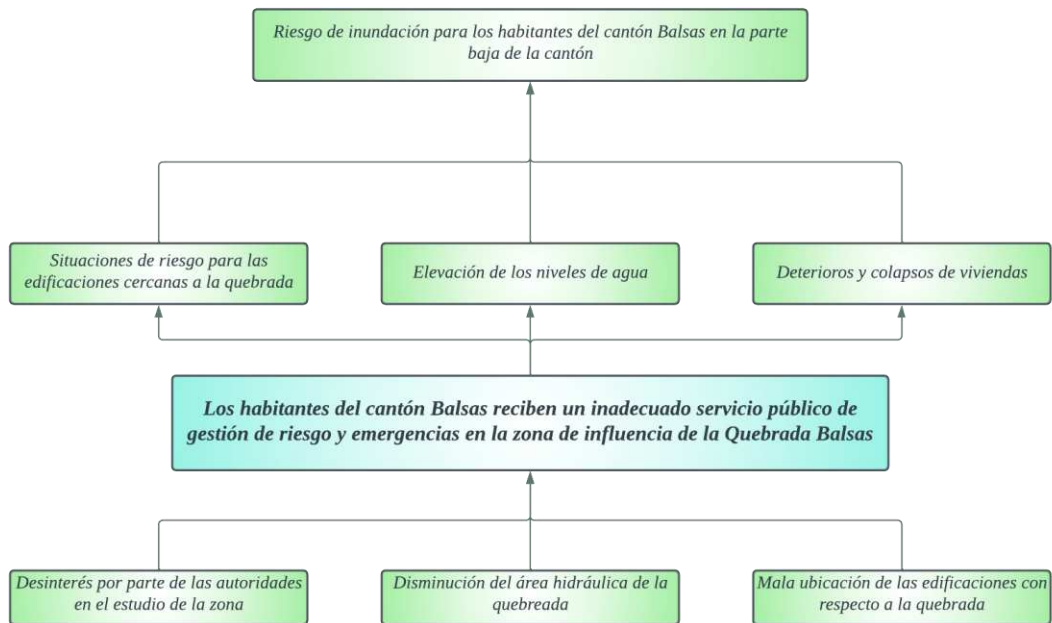 Riesgo de inundación para los habitantes del cantón Balsas en la parte
baja de la cantón
Situaciones de riesgo para las
edificaciones cercanas a la quebrada
Elevación de los niveles de agua
Deterioros y colapsos de viviendas
Los habitantes del cantón Balsas reciben un inadecuado servicio público de
gestión de riesgo y emergencias en la zona de influencia de la Quebrada Balsas
Desinterés por parte de las autoridades
en el estudio de la zona
Disminución del área hidráulica de la
quebreada
Mala ubicación de las edificaciones con
respecto a la quebrada